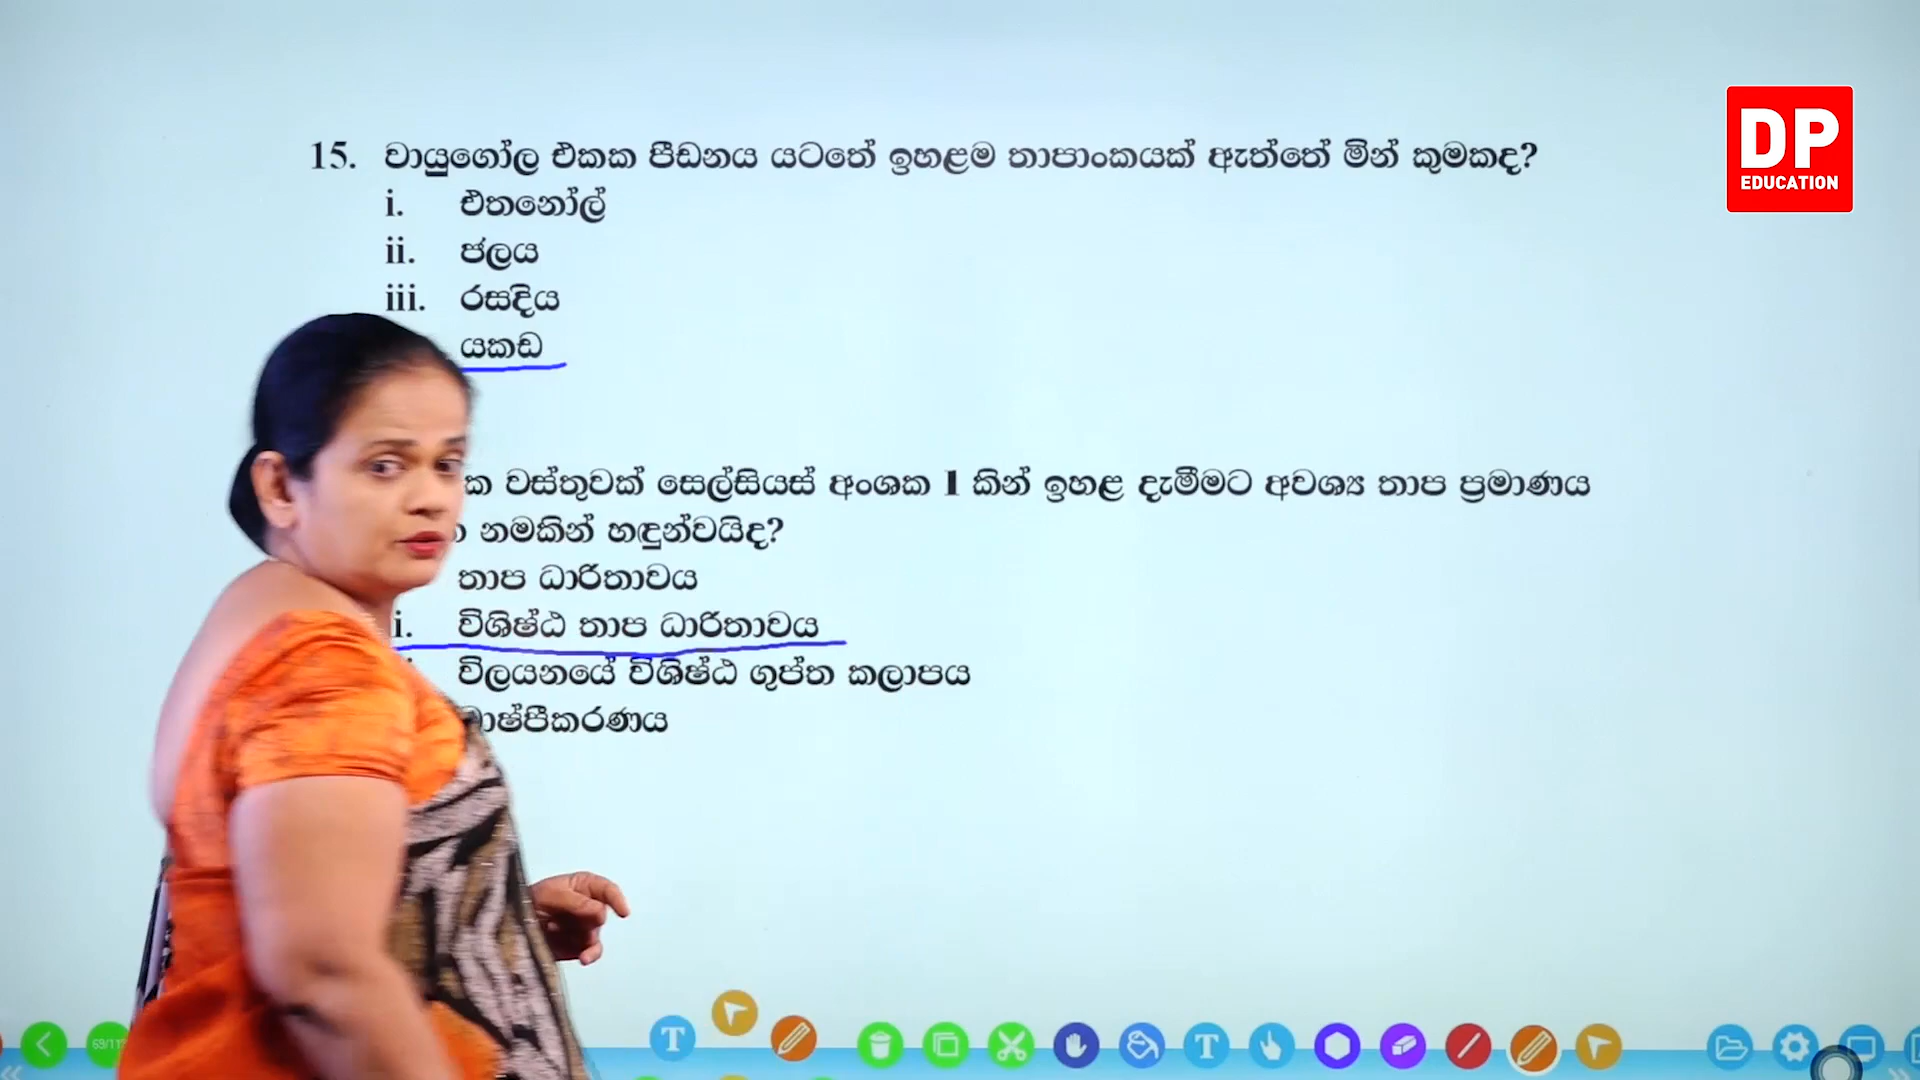 DP
EDUCATION
15. වායුගෝල එකක පීඩනය යටතේ ඉහළම තාපාංකයක් ඇත්තේ මින් කුමකද?
i. එතනෝල්
ii. ජලය
iii. රසදිය
යකඩ
වස්තුවක් සෙල්සියස් අංශක 1 කින් ඉහළ දැමීමට අවශ්‍ය තාප ප්‍රමාණය
නමකින් හඳුන්වයිද?
තාප ධාරිතාවය
i. විශිෂ්ඨ තාප ධාරිතාවය
විලයනයේ විශිෂ්ඨ ගුප්ත කලාපය
වාෂ්පීකරණය